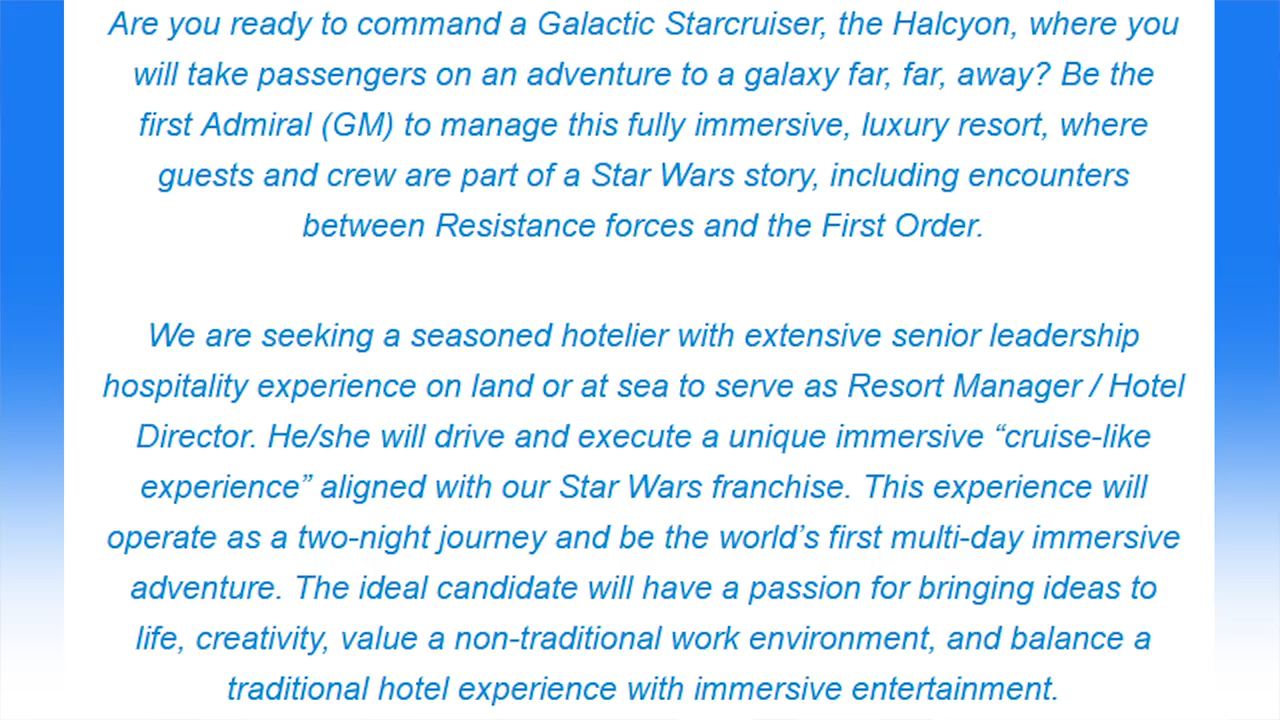 Are you ready to command a Galactic Starcruiser, the Halcyon, where you
will take passengers on an adventure to a galaxy far, far, away? Be the
first Admiral (GM) to manage this fully immersive, luxury resort, where
guests and crew are part of a Star Wars story, including encounters
between Resistance forces and the First Order.
We are seeking a seasoned hotelier with extensive senior leadership
hospitality experience on land or at sea to serve as Resort Manager / Hotel
Director. He/she will drive and execute a unique immersive “cruise-like
experience” aligned with our Star Wars franchise. This experience will
operate as a two-night journey and be the world’s first multi-day immersive
adventure. The ideal candidate will have a passion for bringing ideas to
life, creativity, value a non-traditional work environment, and balance a
traditional hotel experience with immersive entertainment.